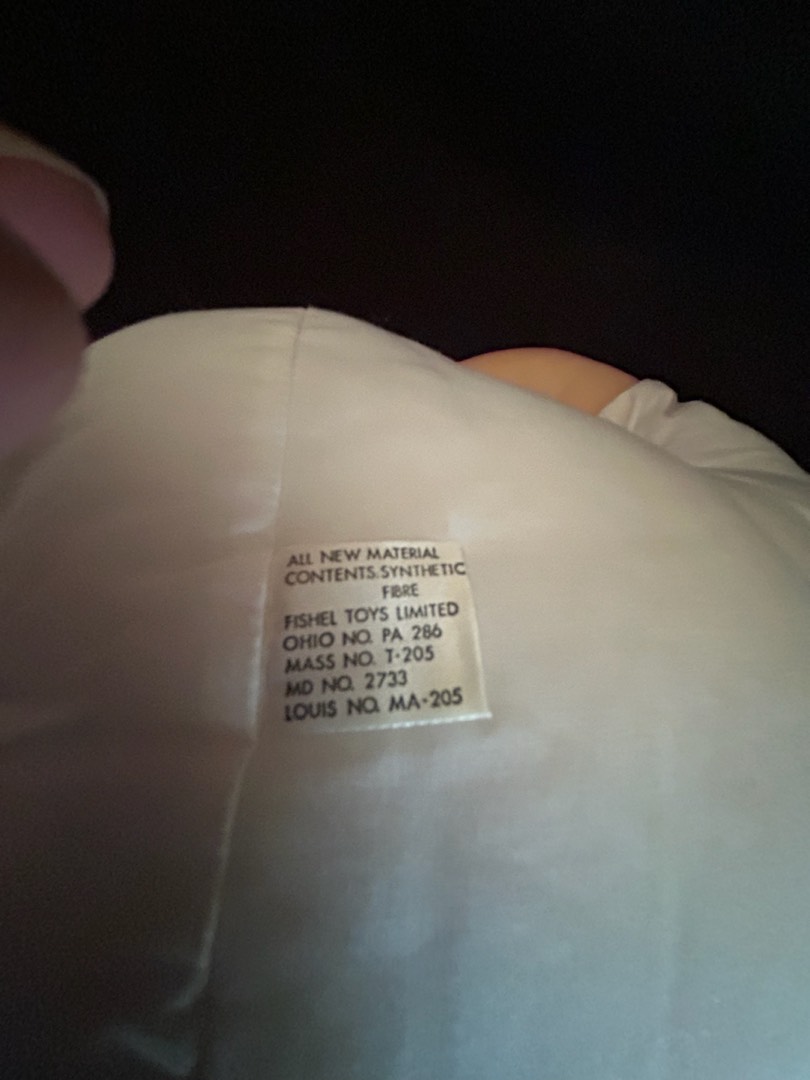 ALL NEW MATERIAL
CONTENTS.SYNTHETIC
FIBRE
FISHEL TOYS LIMITED
OHIO NO. PA 286
MASS NO. T-205
MD NO. 2733
LOUIS NO. MA-205